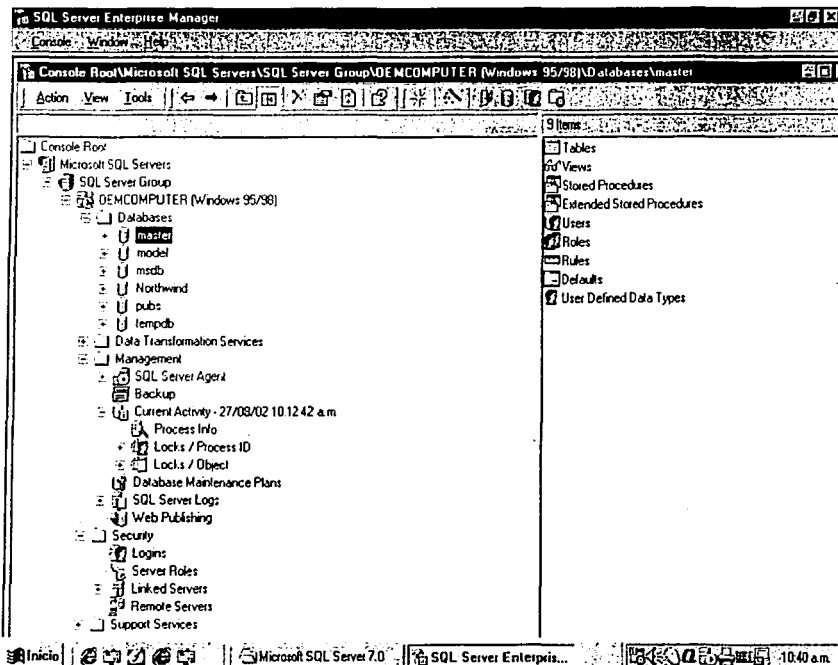 SQL Server Enterprise Manager
Console Window Help
Console Root\Microsoft SQL Servers\SQL Server Group\OEMCOMPUTER (Windows 95/98)\Databases\master
Action View Tools
9 Items
Console Root
Microsoft SQL Servers
SQL Server Group
OEMCOMPUTER (Windows 95/98)
Databases
master
model
msdb
Northwind
pubs
tempdb
Data Transformation Services
Management
SQL Server Agent
Backup
Current Activity - 27/08/02 10:12:42 a.m.
Process Info
Locks / Process ID
Locks / Object
Database Maintenance Plans
SQL Server Logs
Web Publishing
Security
Logins
Server Roles
Linked Servers
Remote Servers
Support Services
Tables
Views
Stored Procedures
Extended Stored Procedures
Users
Roles
Rules
Defaults
User Defined Data Types
Inicio
Microsoft SQL Server 7.0
SQL Server Enterpris...
10:40 a.m.